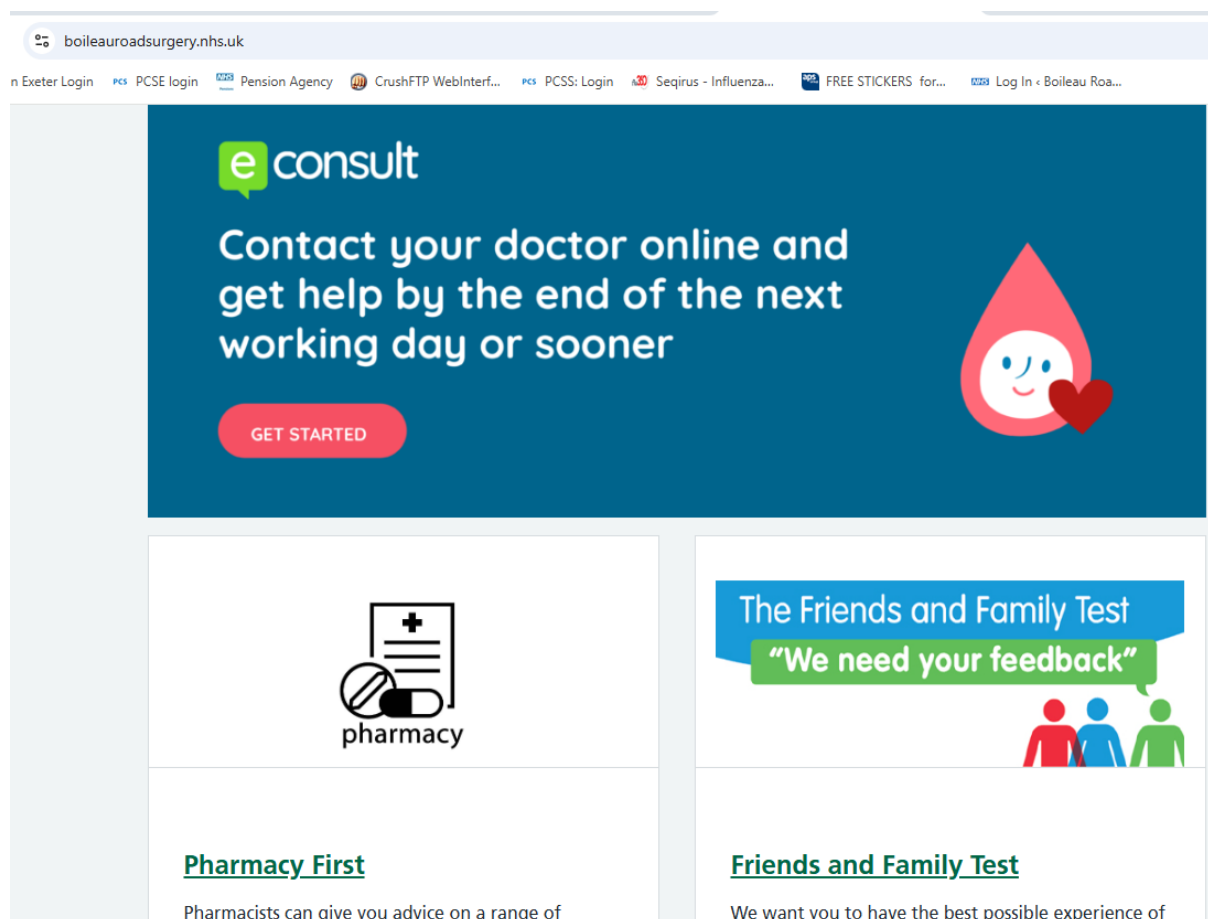 boileauroadsurgery.nhs.uk
n Exeter Login PCS PCSE login NHS Pension Agency CrushFTP WebInterf... PCS PCSS: Login Seqirus - Influenza... FREE STICKERS for... NHS Log In ‹ Boileau Roa...
e consult
Contact your doctor online and
get help by the end of the next
working day or sooner
GET STARTED
pharmacy
The Friends and Family Test
"We need your feedback"
Pharmacy First
Friends and Family Test
Pharmacists can give you advice on a range of
We want you to have the best possible experience of